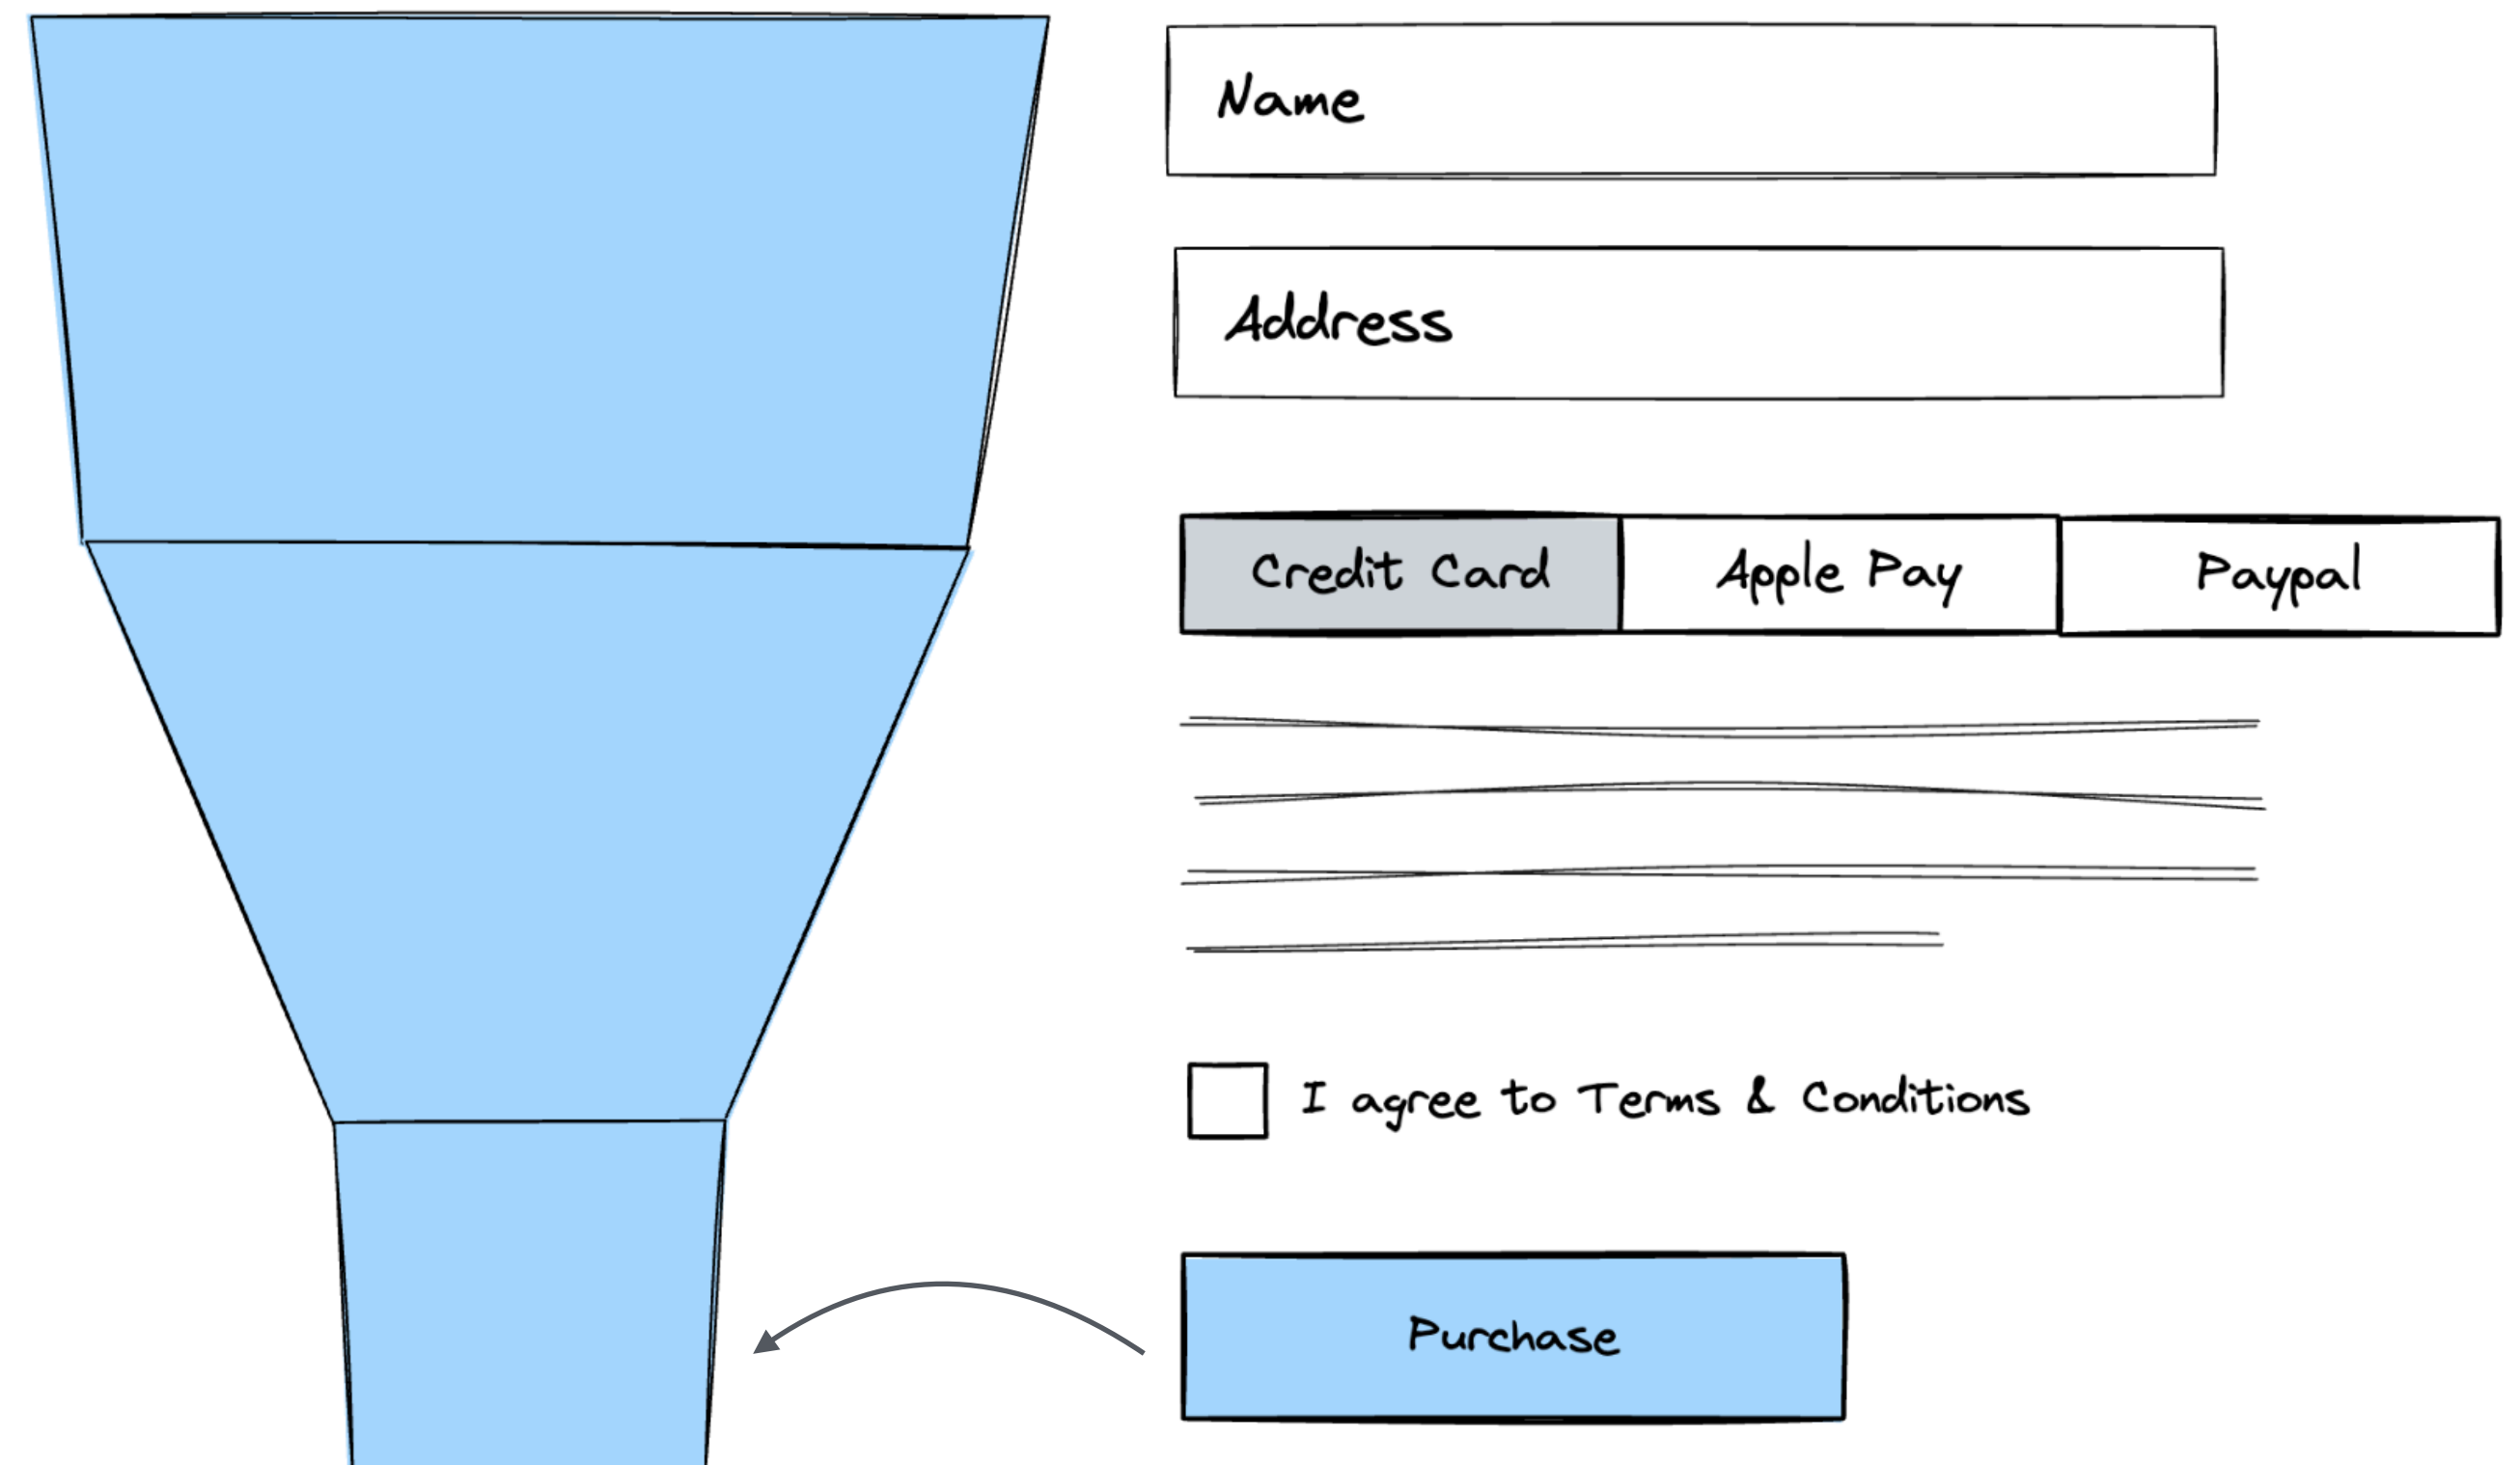 Name
Address
Credit Card
Apple Pay
Paypal
I agree to Terms & Conditions
Purchase